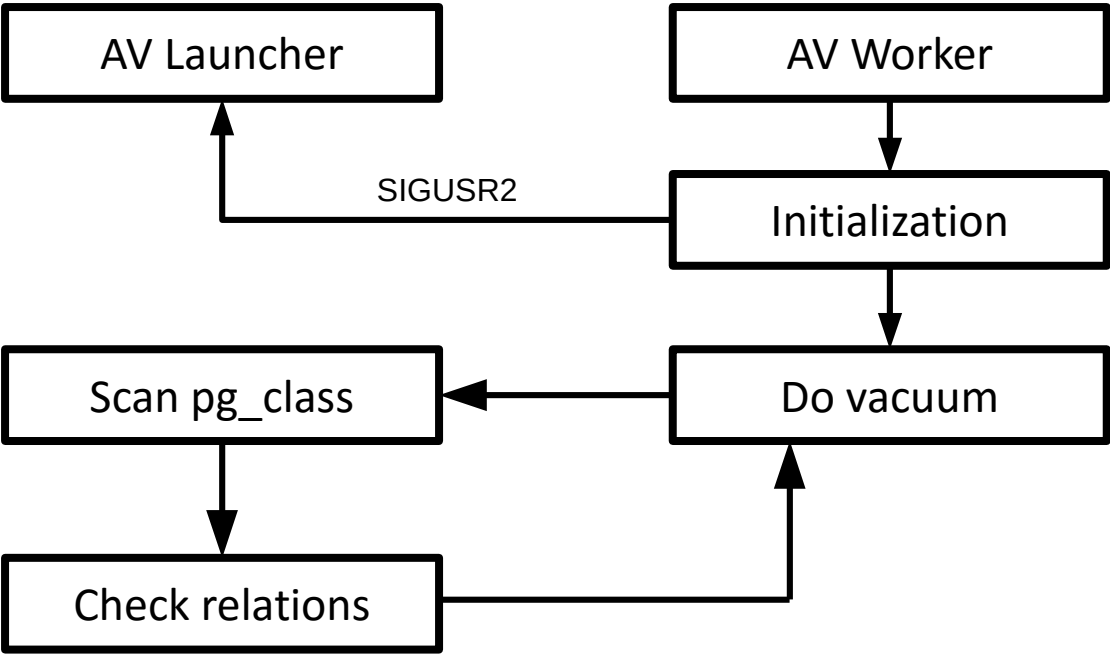 AV Launcher
AV Worker
SIGUSR2
Initialization
Scan pg_class
Do vacuum
Check relations